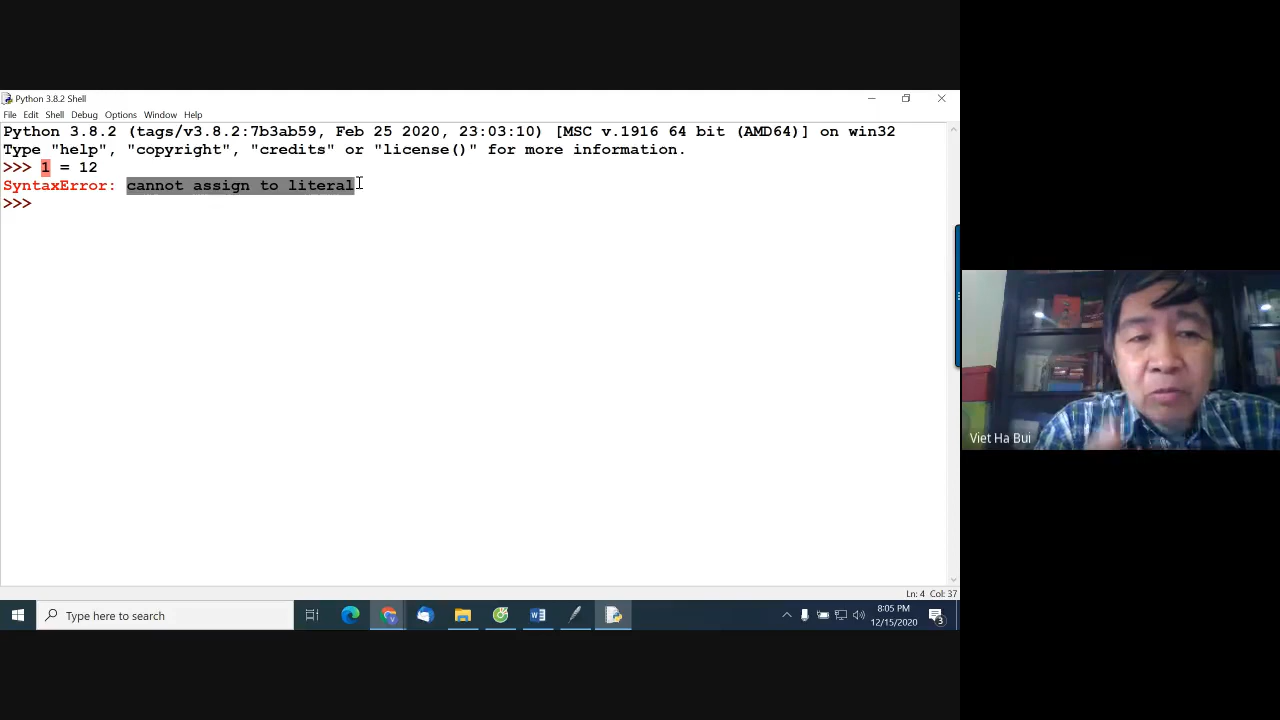 Python 3.8.2 Shell
File Edit Shell Debug Options Window Help
Python 3.8.2 (tags/v3.8.2:7b3ab59, Feb 25 2020, 23:03:10) [MSC v.1916 64 bit (AMD64)] on win32
Type "help", "copyright", "credits" or "license()" for more information.
>>> 1 = 12
SyntaxError: cannot assign to literal
>>>
Viet Ha Bui
Ln: 4 Col: 37
Type here to search
8:05 PM
12/15/2020
3